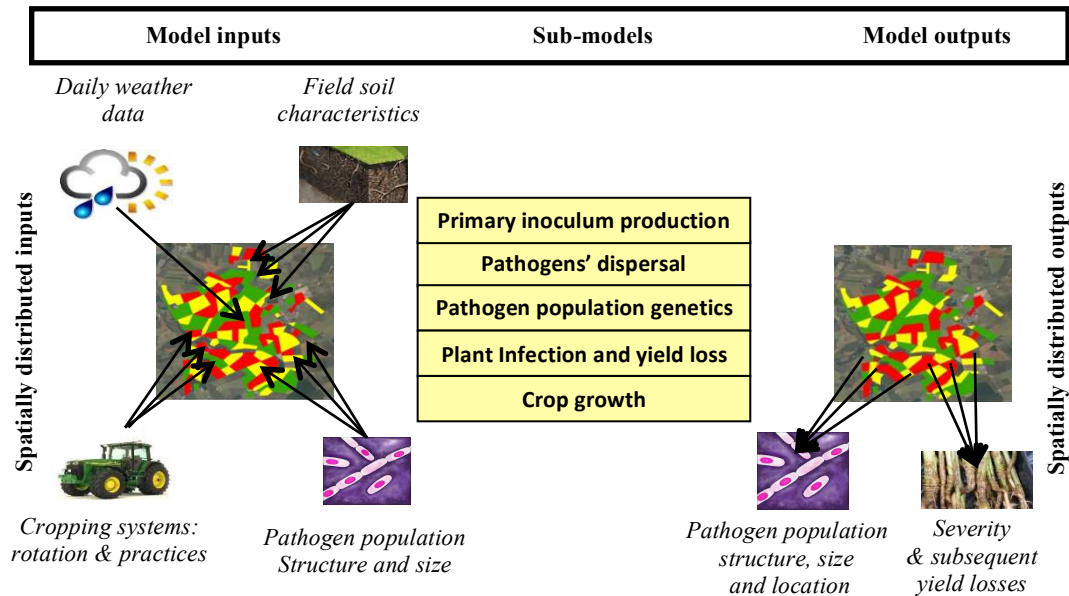 Model inputs
Sub-models
Model outputs
Daily weather
data
Field soil
characteristics
Spatially distributed inputs
Primary inoculum production
Pathogens’ dispersal
Pathogen population genetics
Plant Infection and yield loss
Crop growth
Spatially distributed outputs
Cropping systems:
rotation & practices
Pathogen population
Structure and size
Pathogen population
structure, size
and location
Severity
& subsequent
yield losses